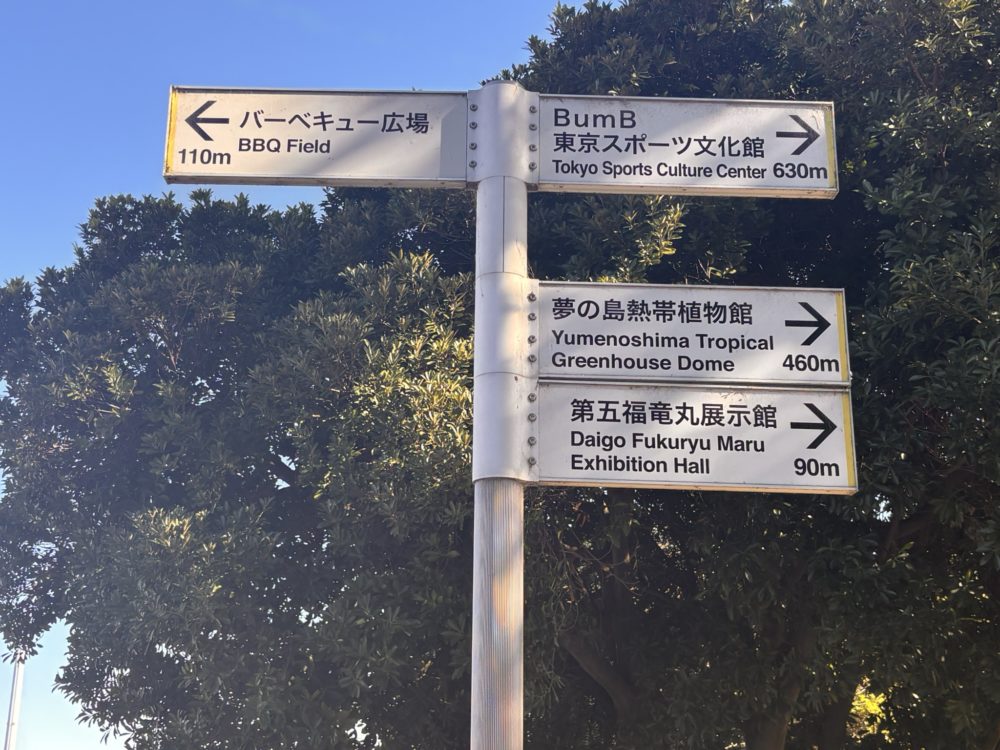 バーベキュー広場
BBQ Field
110m
BumB
東京スポーツ文化館
Tokyo Sports Culture Center 630m
夢の島熱帯植物館
Yumenoshima Tropical
Greenhouse Dome
460m
第五福竜丸展示館
Daigo Fukuryu Maru
Exhibition Hall
90m